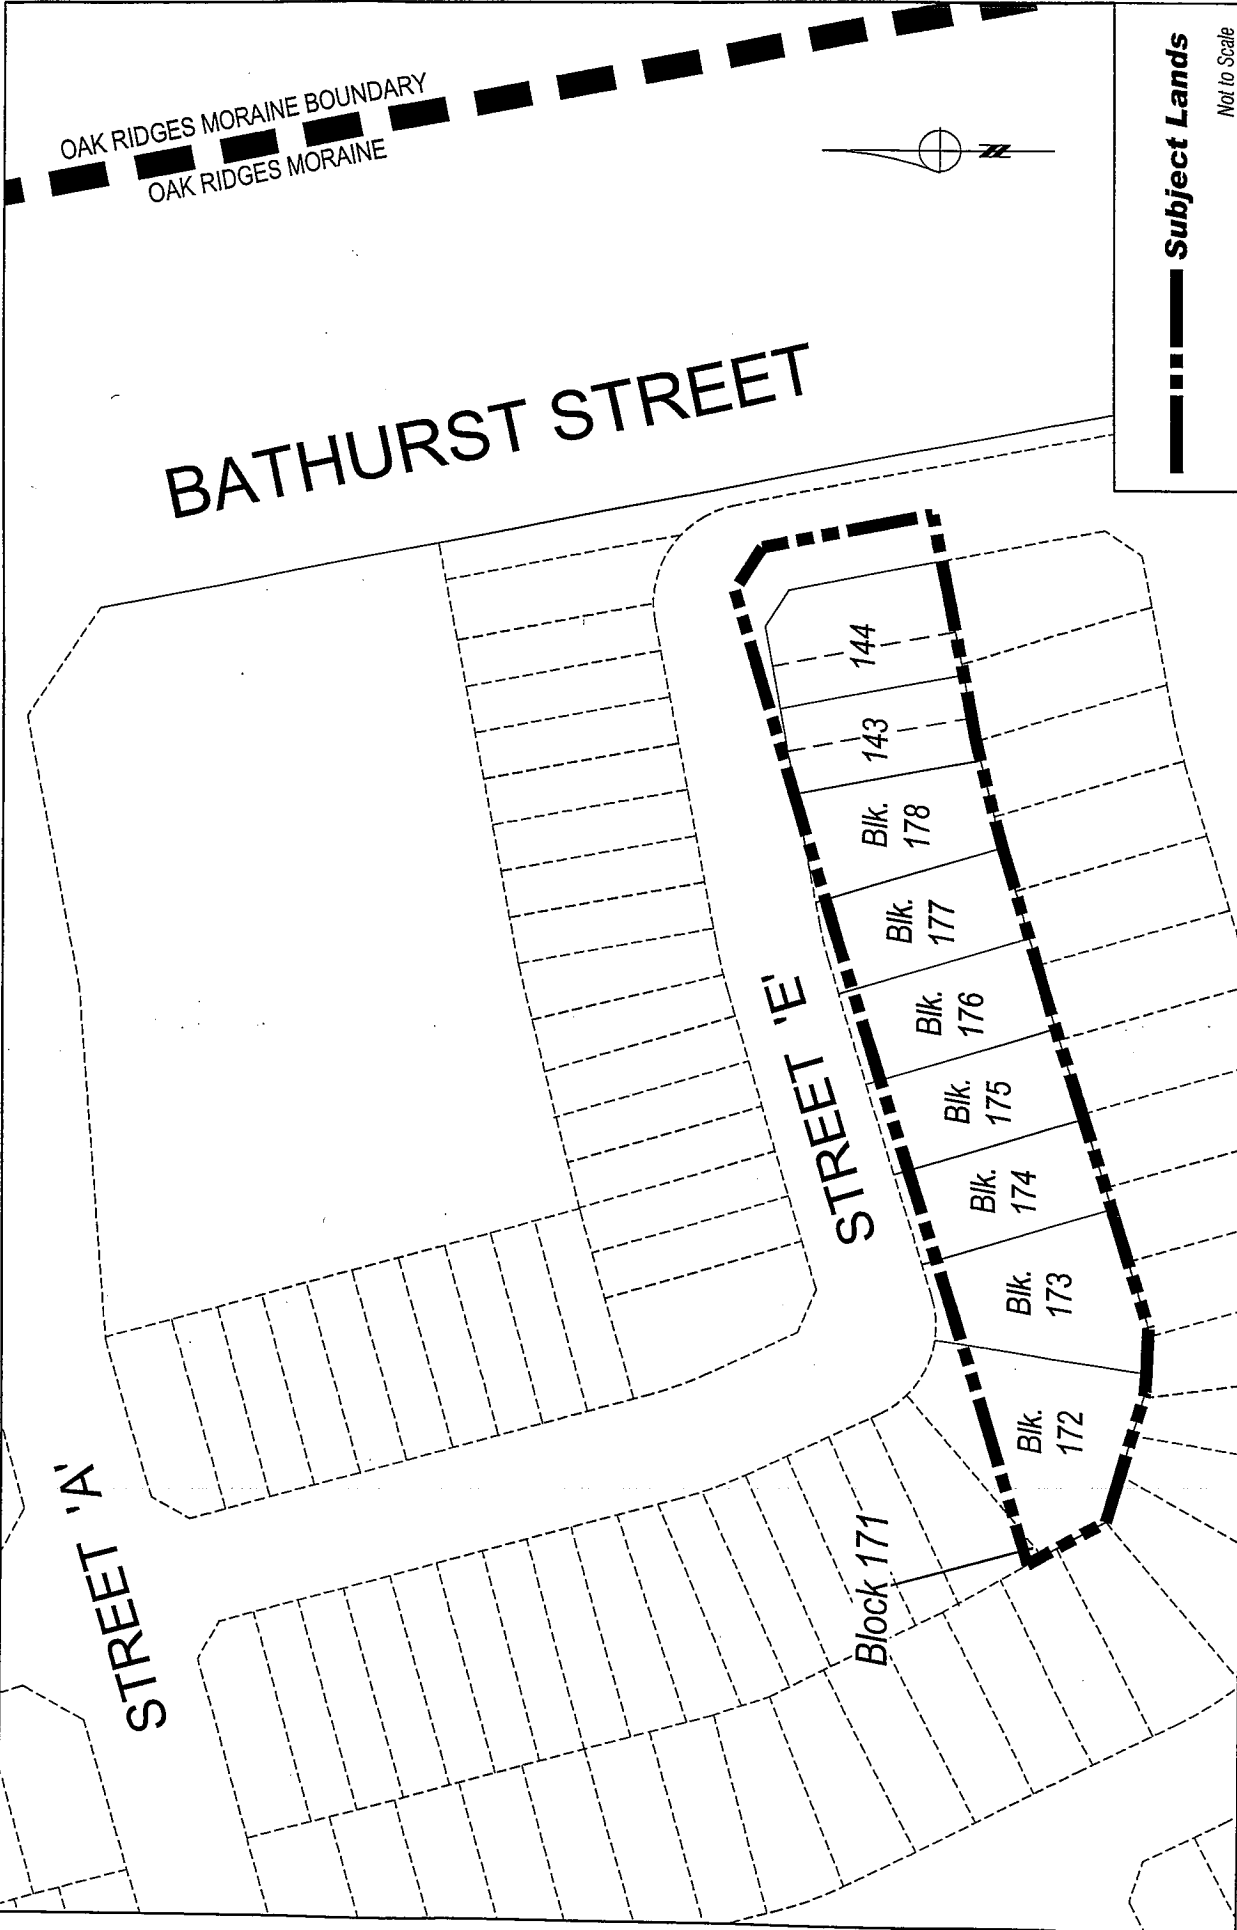 OAK RIDGES MORAINE BOUNDARY
OAK RIDGES MORAINE
N
BATHURST STREET
STREET 'A'
STREET 'E'
144
143
Blk.
178
Blk.
177
Blk.
176
Blk.
175
Blk.
174
Blk.
173
Blk.
172
Block 171
Subject Lands
Not to Scale